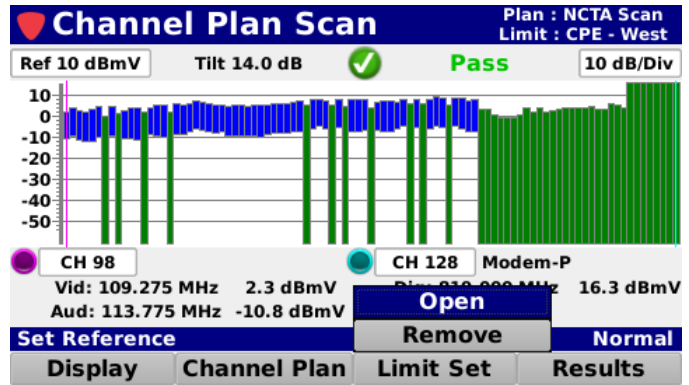 Channel Plan Scan
Plan : NCTA Scan
Limit : CPE - West
Ref 10 dBmV
Tilt 14.0 dB
Pass
10 dB/Div
10
0
-10
-20
-30
-40
-50
CH 98
CH 128 Modem-P
Vid: 109.275 MHz 2.3 dBmV
16.3 dBmV
Aud: 113.775 MHz -10.8 dBmV
Open
Remove
Set Reference
Normal
Display
Channel Plan
Limit Set
Results